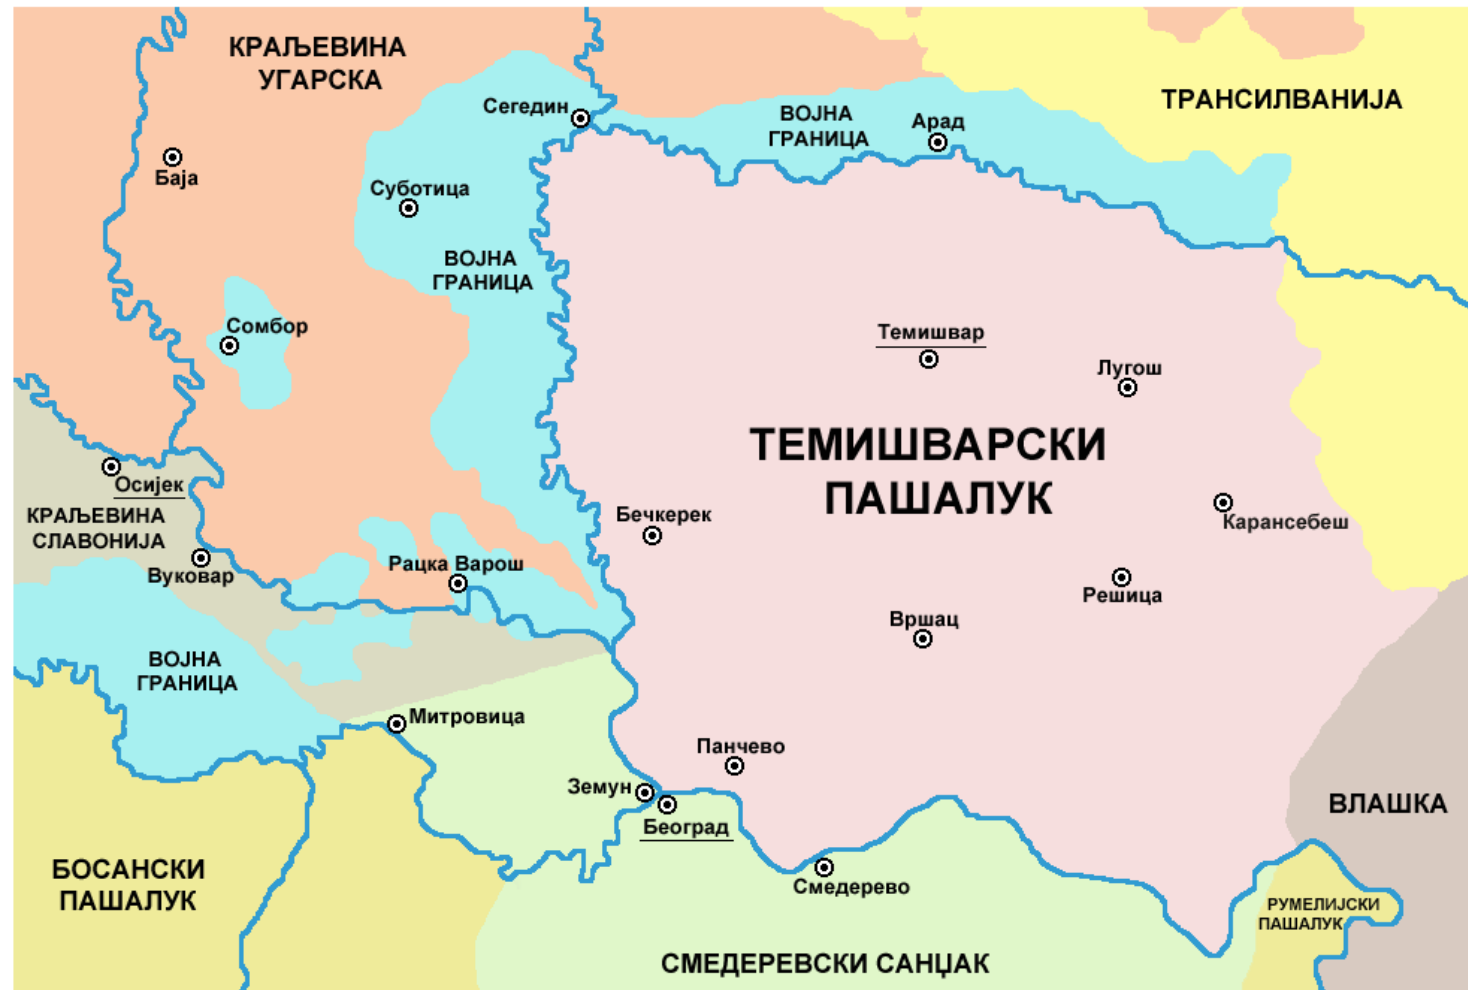 КРАЉЕВИНА
УГАРСКА
Сегедин
ВОЈНА
ГРАНИЦА
Арад
ТРАНСИЛВАНИЈА
Баја
Суботица
ВОЈНА
ГРАНИЦА
Сомбор
Темишвар
Лугош
ТЕМИШВАРСКИ
ПАШАЛУК
Осијек
КРАЉЕВИНА
СЛАВОНИЈА
Бечкерек
Карансебеш
Вуковар
Рацка Варош
Решица
Вршац
ВОЈНА
ГРАНИЦА
Митровица
Панчево
Земун
Београд
ВЛАШКА
БОСАНСКИ
ПАШАЛУК
Смедерево
РУМЕЛИЈСКИ
ПАШАЛУК
СМЕДЕРЕВСКИ САНЏАК